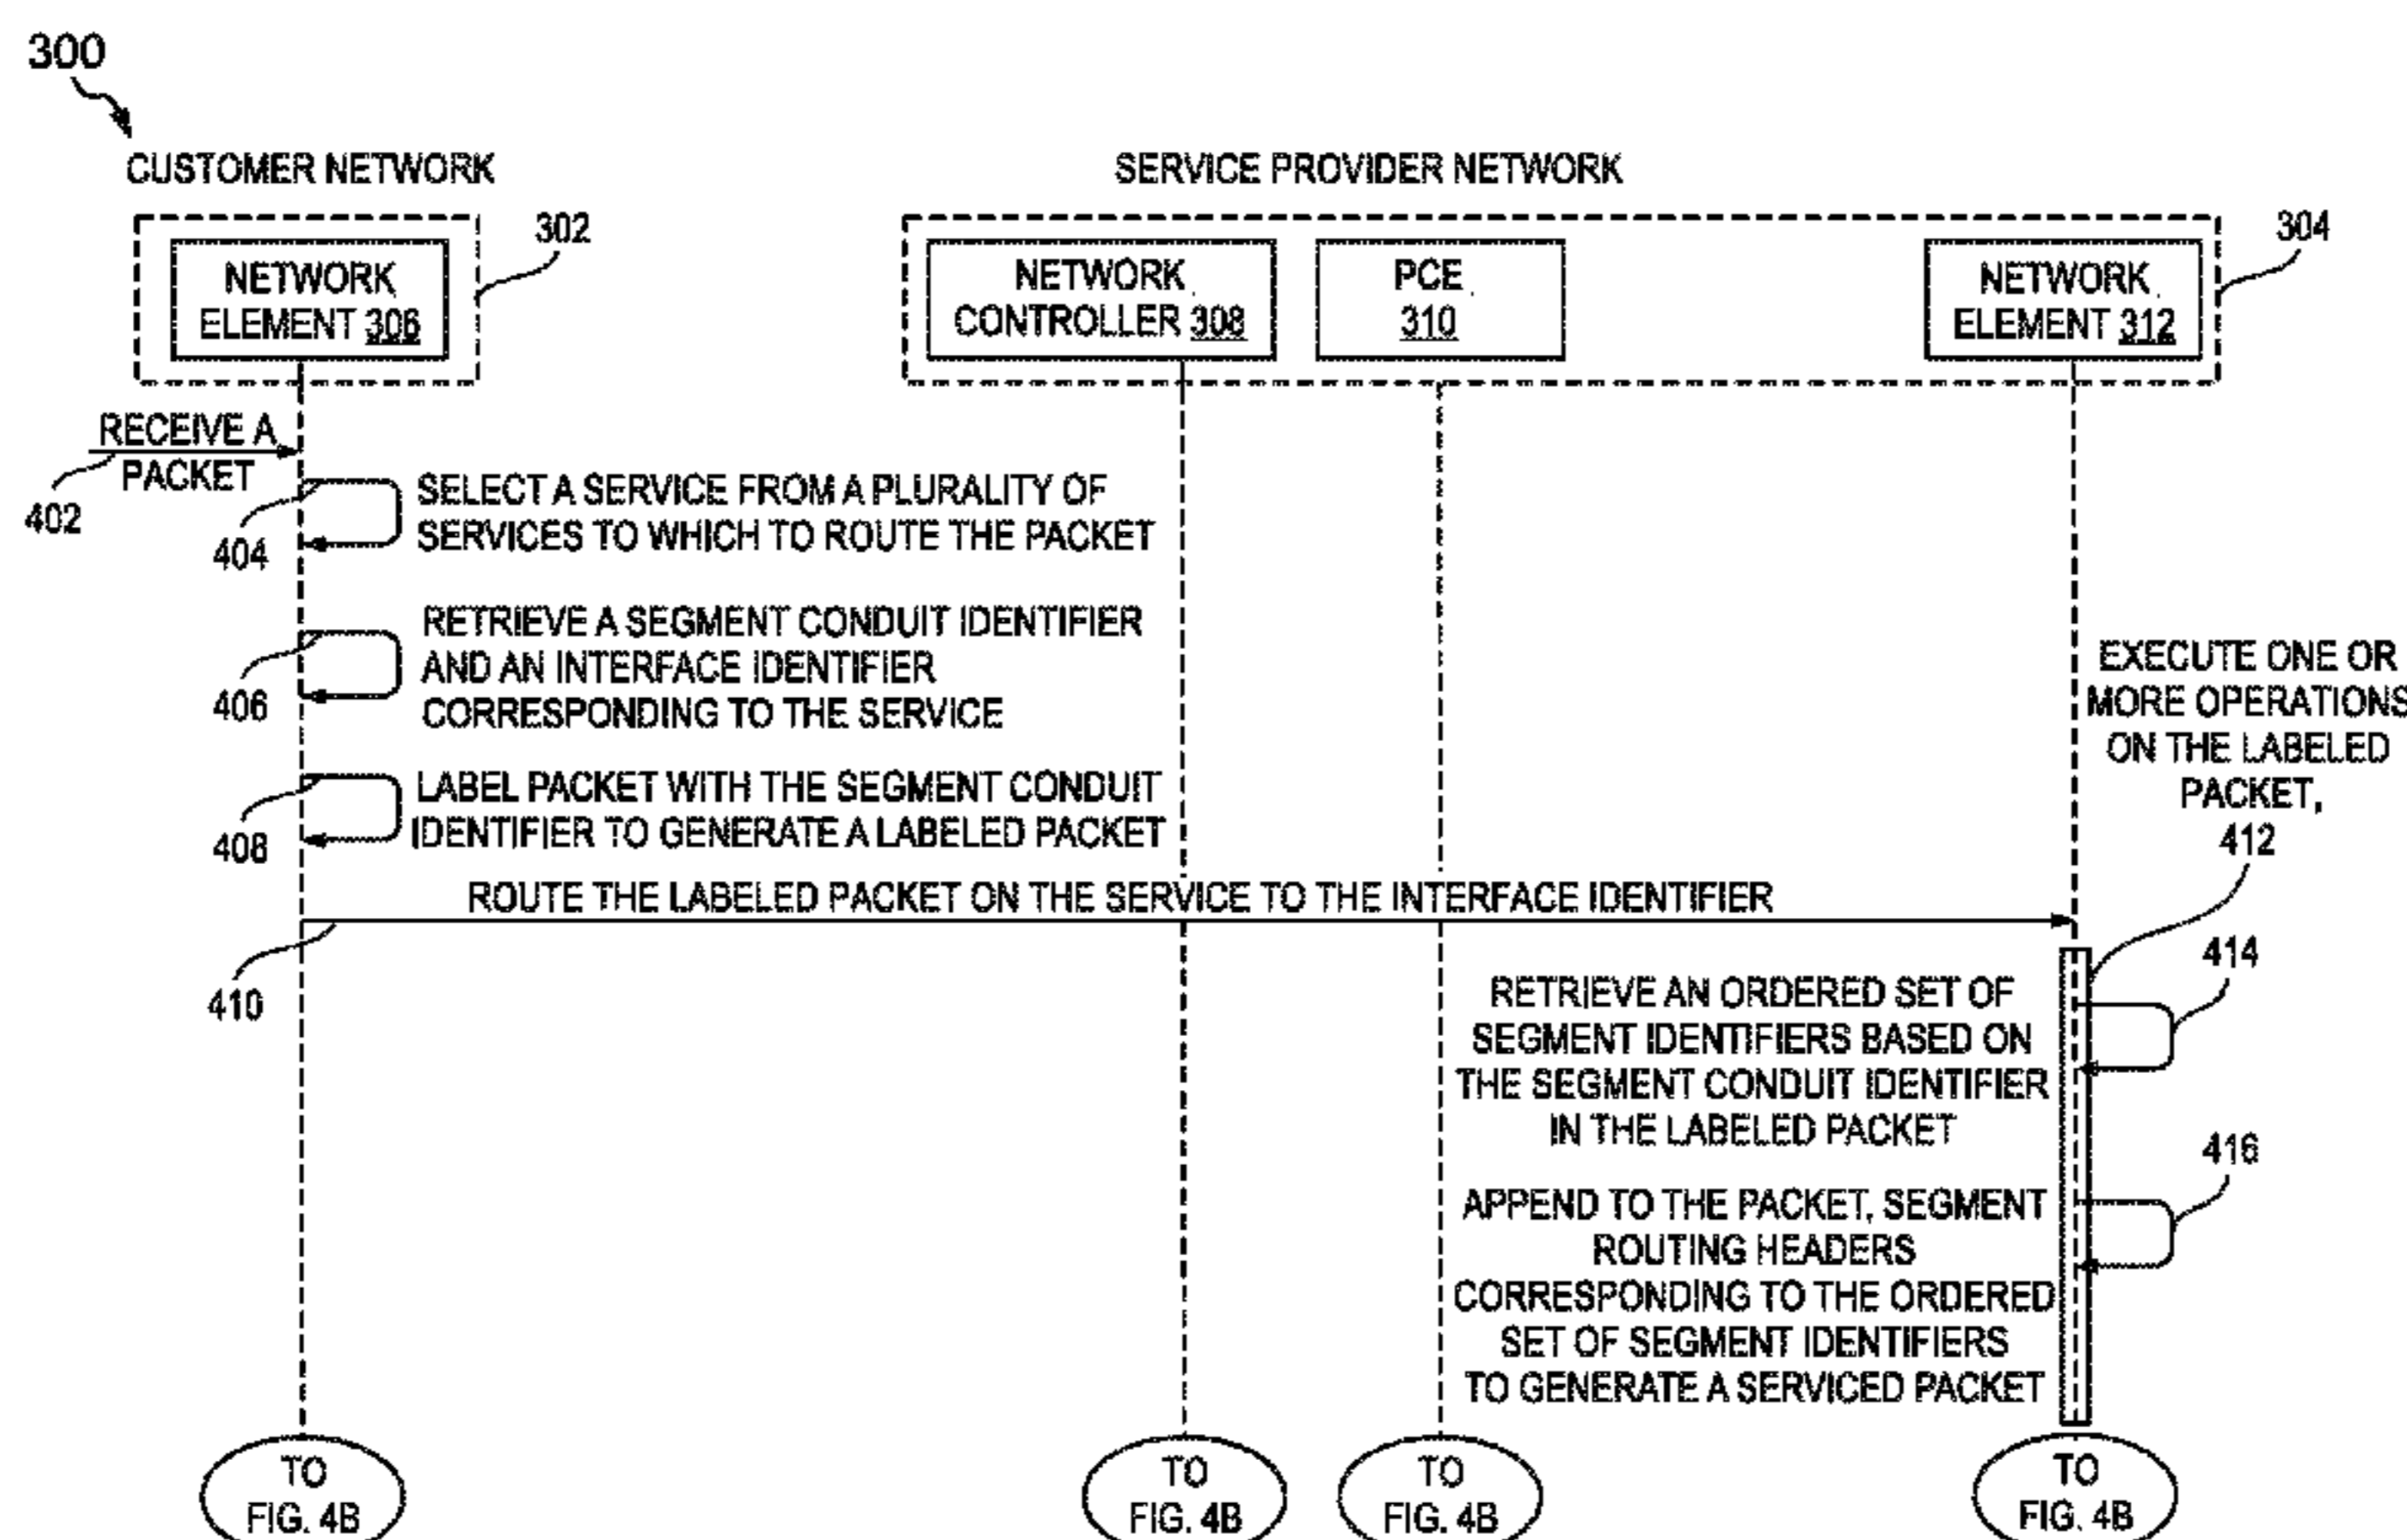 300
CUSTOMER NETWORK
SERVICE PROVIDER NETWORK
302
304
NETWORK
ELEMENT 306
NETWORK
CONTROLLER 308
PCE
310
NETWORK
ELEMENT 312
RECEIVE A
PACKET
402
SELECT A SERVICE FROM A PLURALITY OF
SERVICES TO WHICH TO ROUTE THE PACKET
404
RETRIEVE A SEGMENT CONDUIT IDENTIFIER
AND AN INTERFACE IDENTIFIER
CORRESPONDING TO THE SERVICE
406
LABEL PACKET WITH THE SEGMENT CONDUIT
IDENTIFIER TO GENERATE A LABELED PACKET
408
EXECUTE ONE OR
MORE OPERATIONS
ON THE LABELED
PACKET,
412
ROUTE THE LABELED PACKET ON THE SERVICE TO THE INTERFACE IDENTIFIER
410
414
RETRIEVE AN ORDERED SET OF
SEGMENT IDENTIFIERS BASED ON
THE SEGMENT CONDUIT IDENTIFIER
IN THE LABELED PACKET
416
APPEND TO THE PACKET, SEGMENT
ROUTING HEADERS
CORRESPONDING TO THE ORDERED
SET OF SEGMENT IDENTIFIERS
TO GENERATE A SERVICED PACKET
TO
FIG. 4B
TO
FIG. 4B
TO
FIG. 4B
TO
FIG. 4B